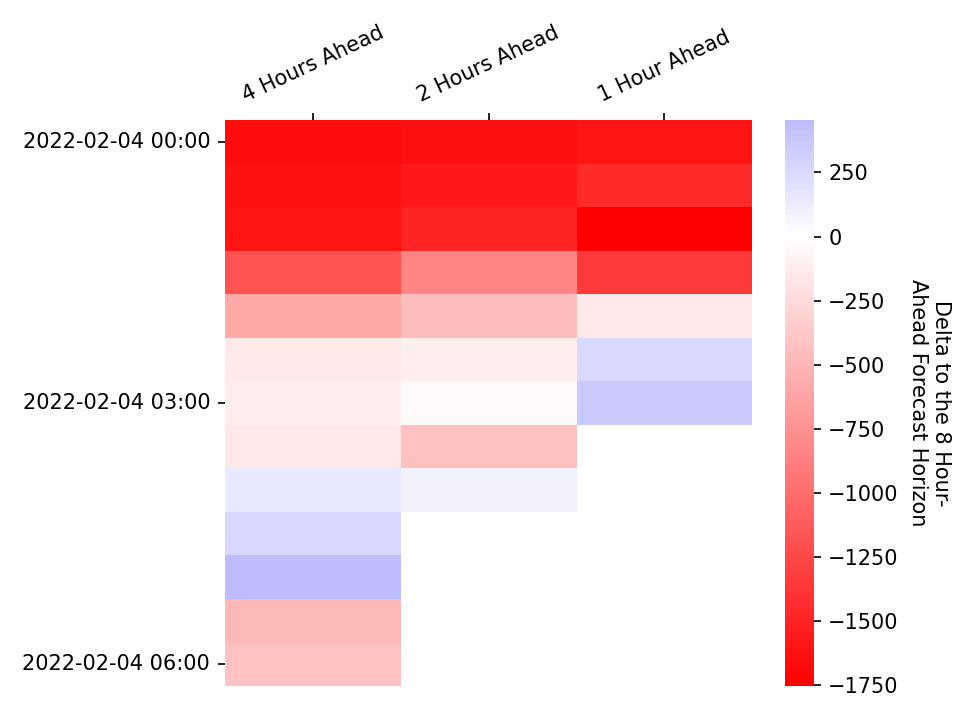 4 Hours Ahead
2 Hours Ahead
1 Hour Ahead
2022-02-04 00:00
2022-02-04 03:00
2022-02-04 06:00
250
0
−250
−500
−750
−1000
−1250
−1500
−1750
Delta to the 8 Hour-
Ahead Forecast Horizon